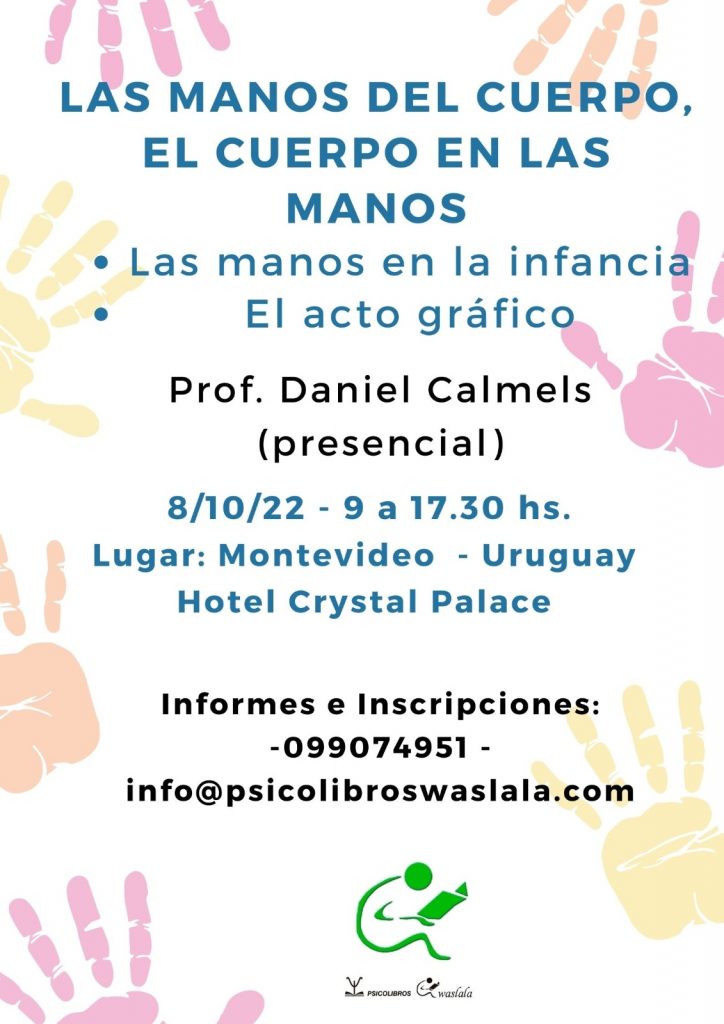 LAS MANOS DEL CUERPO,
EL CUERPO EN LAS
MANOS
• Las manos en la infancia
• El acto gráfico
Prof. Daniel Calmels
(presencial)
8/10/22 - 9 a 17.30 hs.
Lugar: Montevideo - Uruguay
Hotel Crystal Palace
Informes e Inscripciones:
-099074951 -
info@psicolibroswaslala.com
PSICOLIBROS waslala